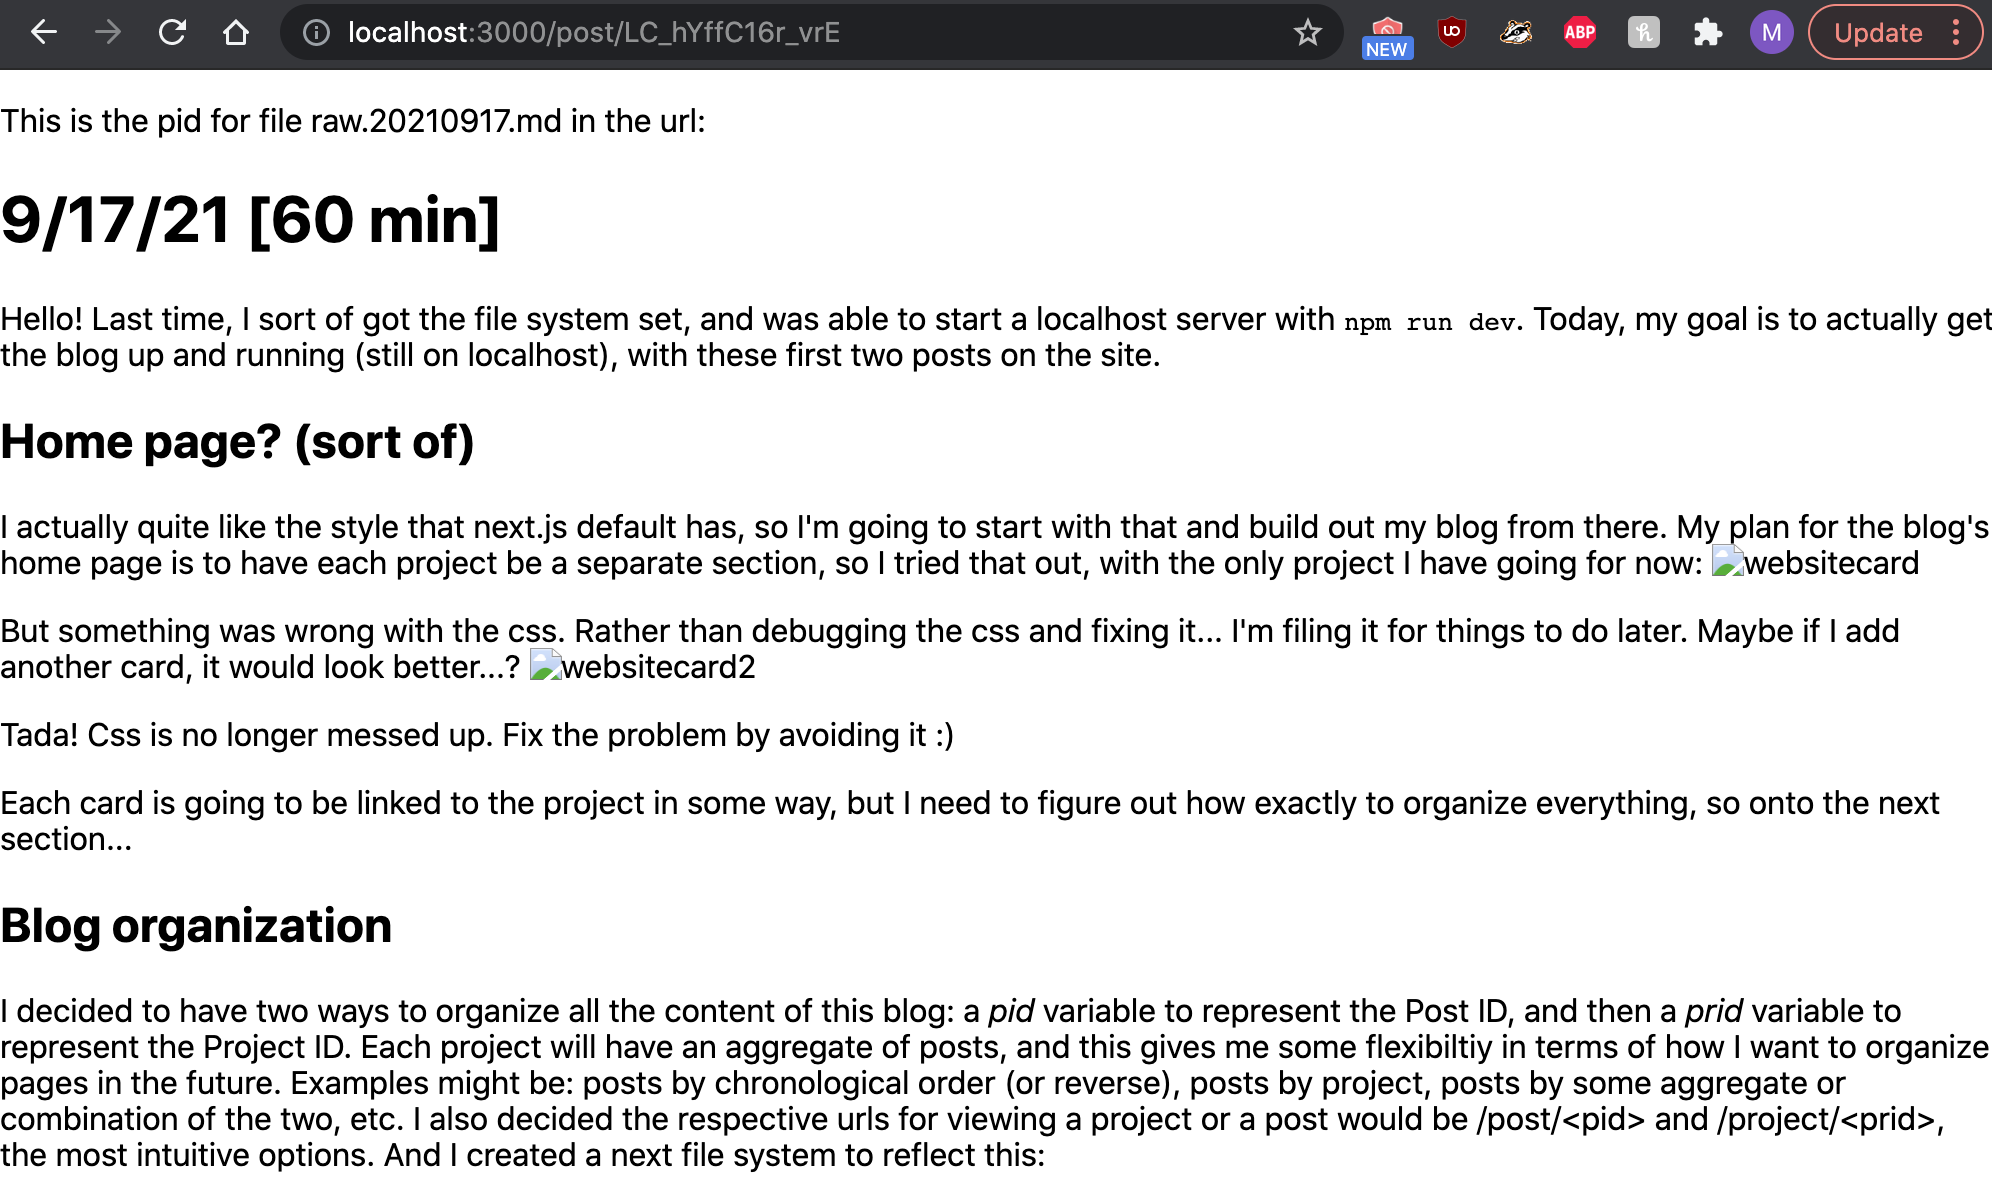 localhost:3000/post/LC_hYffC16r_vrE
NEW
UO
ABP
h
M
Update
This is the pid for file raw.20210917.md in the url:
9/17/21 [60 min]
Hello! Last time, I sort of got the file system set, and was able to start a localhost server with npm run dev. Today, my goal is to actually get
the blog up and running (still on localhost), with these first two posts on the site.
Home page? (sort of)
I actually quite like the style that next.js default has, so I'm going to start with that and build out my blog from there. My plan for the blog's
home page is to have each project be a separate section, so I tried that out, with the only project I have going for now: websitecard
But something was wrong with the css. Rather than debugging the css and fixing it... I'm filing it for things to do later. Maybe if I add
another card, it would look better...? websitecard2
Tada! Css is no longer messed up. Fix the problem by avoiding it :)
Each card is going to be linked to the project in some way, but I need to figure out how exactly to organize everything, so onto the next
section...
Blog organization
I decided to have two ways to organize all the content of this blog: a pid variable to represent the Post ID, and then a prid variable to
represent the Project ID. Each project will have an aggregate of posts, and this gives me some flexibiltiy in terms of how I want to organize
pages in the future. Examples might be: posts by chronological order (or reverse), posts by project, posts by some aggregate or
combination of the two, etc. I also decided the respective urls for viewing a project or a post would be /post/<pid> and /project/<prid>,
the most intuitive options. And I created a next file system to reflect this: